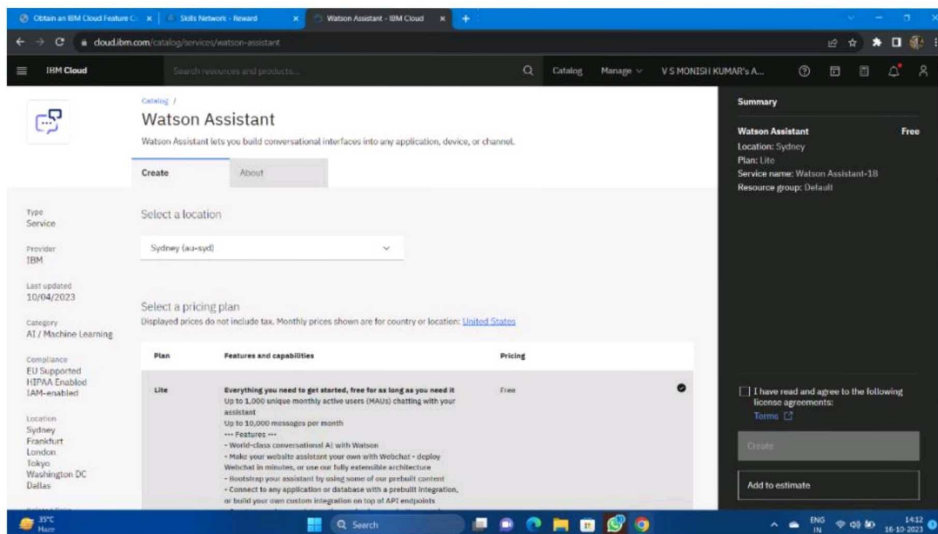 Obtain an IBM Cloud Feature C
Skills Network - Reward
Watson Assistant - IBM Cloud
cloud.ibm.com/catalog/services/watson-assistant
IBM Cloud
Search resources and products...
Catalog
Manage
V S MONISH KUMAR's A...
Catalog /
Watson Assistant
Watson Assistant lets you build conversational interfaces into any application, device, or channel.
Create
About
Type
Service
Provider
IBM
Last updated
10/04/2023
Category
AI / Machine Learning
Compliance
EU Supported
HIPAA Enabled
IAM-enabled
Location
Sydney
Frankfurt
London
Tokyo
Washington DC
Dallas
Select a location
Sydney (au-syd)
Select a pricing plan
Displayed prices do not include tax. Monthly prices shown are for country or location: United States
Plan
Features and capabilities
Pricing
Lite
Everything you need to get started, free for as long as you need it
Free
Up to 1,000 unique monthly active users (MAUs) chatting with your
assistant
Up to 10,000 messages per month
--- Features ---
- World-class conversational AI with Watson
- Make your website assistant your own with Webchat - deploy
Webchat in minutes, or use our fully extensible architecture
- Bootstrap your assistant by using some of our prebuilt content
- Connect to any application or database with a prebuilt integration,
or build your own custom integration on top of API endpoints
Summary
Watson Assistant
Free
Location: Sydney
Plan: Lite
Service name: Watson Assistant-18
Resource group: Default
I have read and agree to the following
license agreements:
Terms
Create
Add to estimate
35°C
Haze
Search
ENG
IN
14:12
16-10-2023